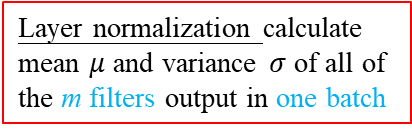 Layer normalization calculate
mean μ and variance σ of all of
the m filters output in one batch